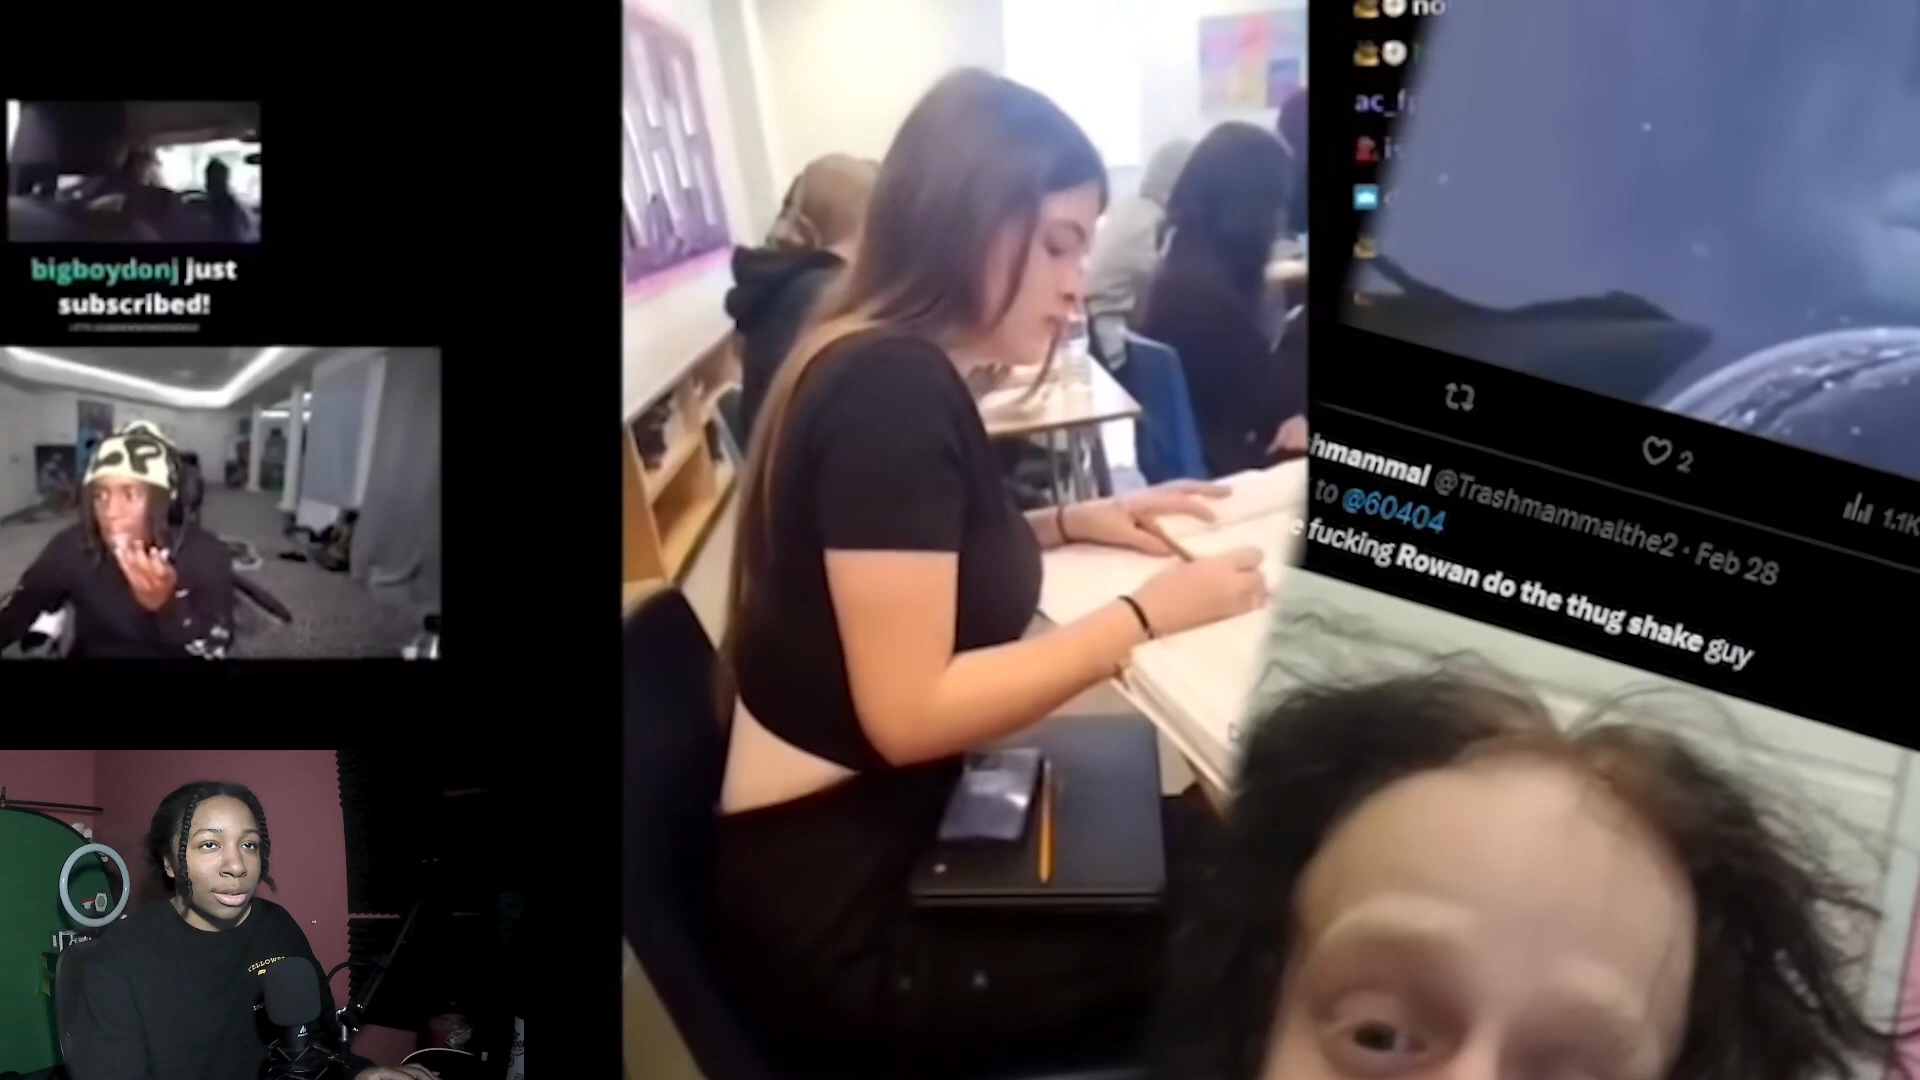 bigboydonj just
subscribed!
no
ac_f
2
1.1K
hmammal @Trashmammalthe2 · Feb 28
to @60404
e fucking Rowan do the thug shake guy